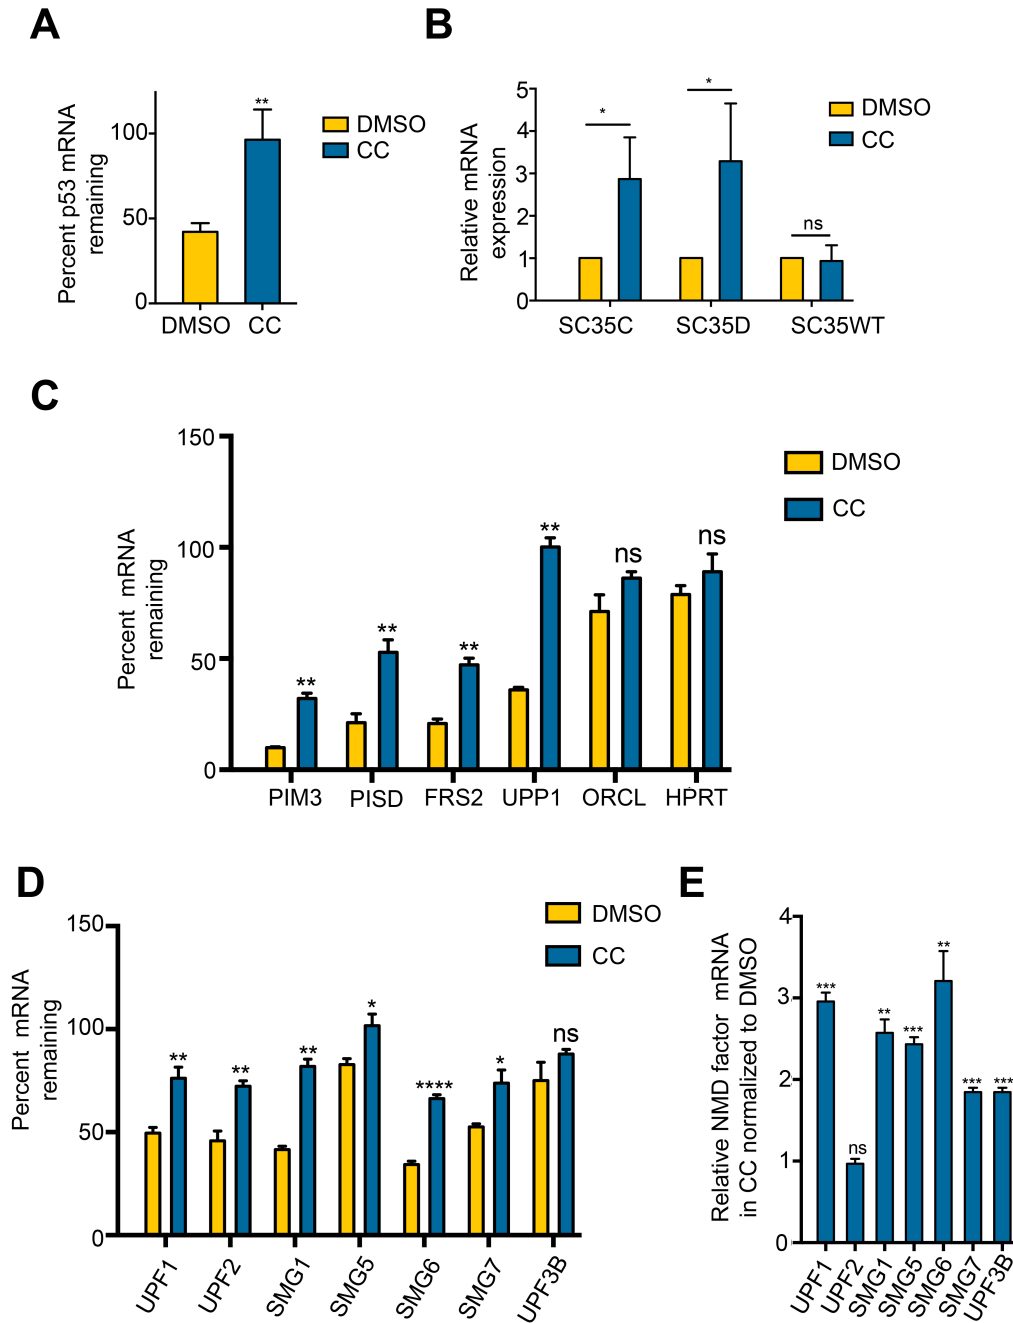 A
Percent p53 mRNA
remaining
100
50
0
**
DMSO
CC
DMSO CC
B
Relative mRNA
expression
5
4
3
2
1
0
*
*
ns
DMSO
CC
SC35C SC35D SC35WT
C
Percent mRNA
remaining
150
100
50
0
**
**
**
**
ns
ns
DMSO
CC
PIM3 PISD FRS2 UPP1 ORCL HPRT
D
Percent mRNA
remaining
150
100
50
0
**
**
**
*
****
*
ns
DMSO
CC
UPF1 UPF2 SMG1 SMG5 SMG6 SMG7 UPF3B
E
Relative NMD factor mRNA
in CC normalized to DMSO
4
3
2
1
0
***
ns
**
***
**
***
***
UPF1 UPF2 SMG1 SMG5 SMG6 SMG7 UPF3B